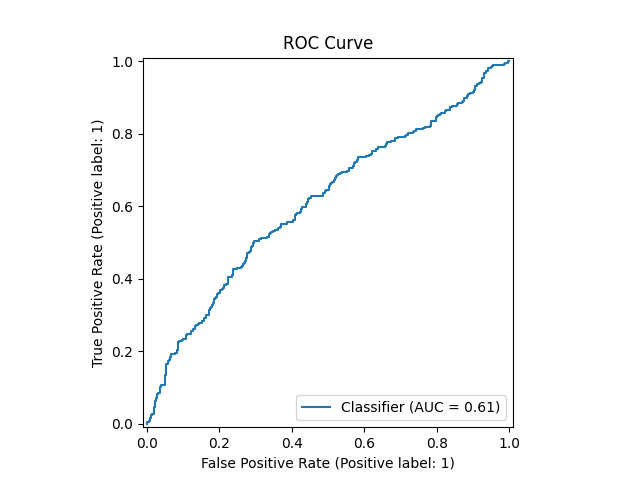 ROC Curve
1.0
0.8
0.6
0.4
0.2
0.0
True Positive Rate (Positive label: 1)
Classifier (AUC = 0.61)
0.0 0.2 0.4 0.6 0.8 1.0
False Positive Rate (Positive label: 1)